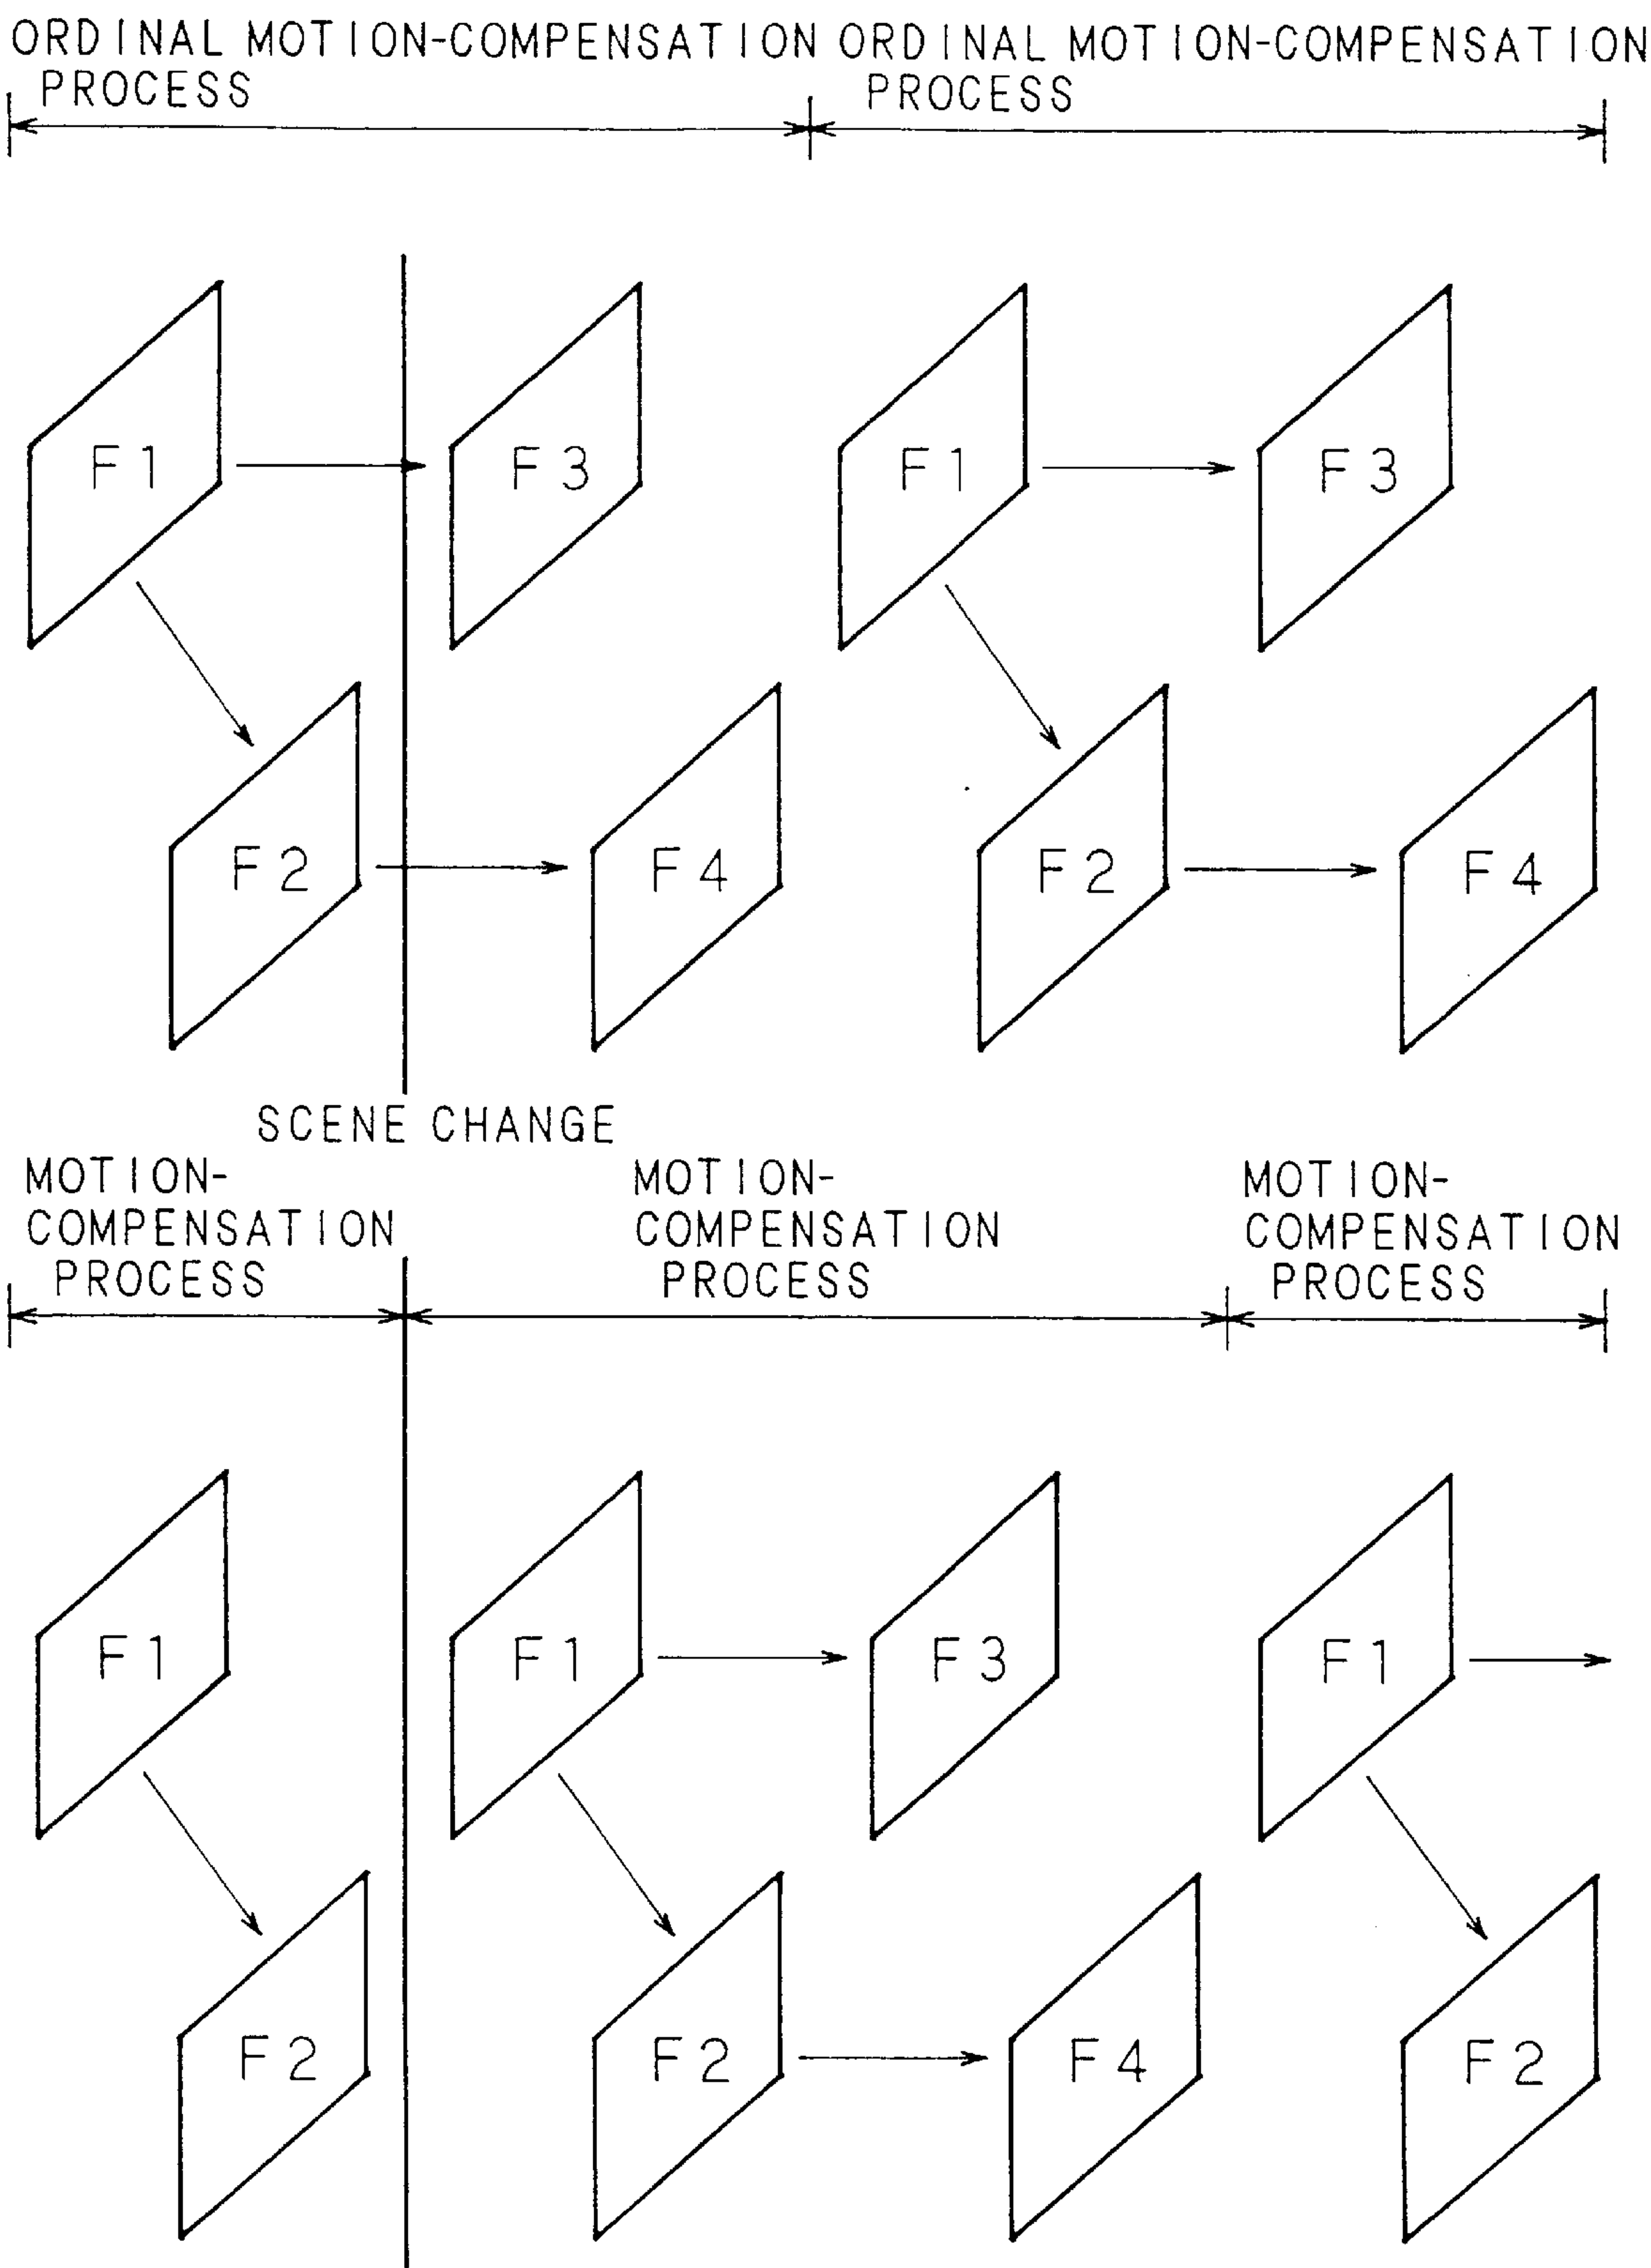 ORDINAL MOTION-COMPENSATION ORDINAL MOTION-COMPENSATION
PROCESS PROCESS
F1 F3 F1 F3
F2 F4 F2 F4
SCENE CHANGE
MOTION- MOTION- MOTION-
COMPENSATION COMPENSATION COMPENSATION
PROCESS PROCESS PROCESS
F1 F1 F3 F1
F2 F2 F4 F2